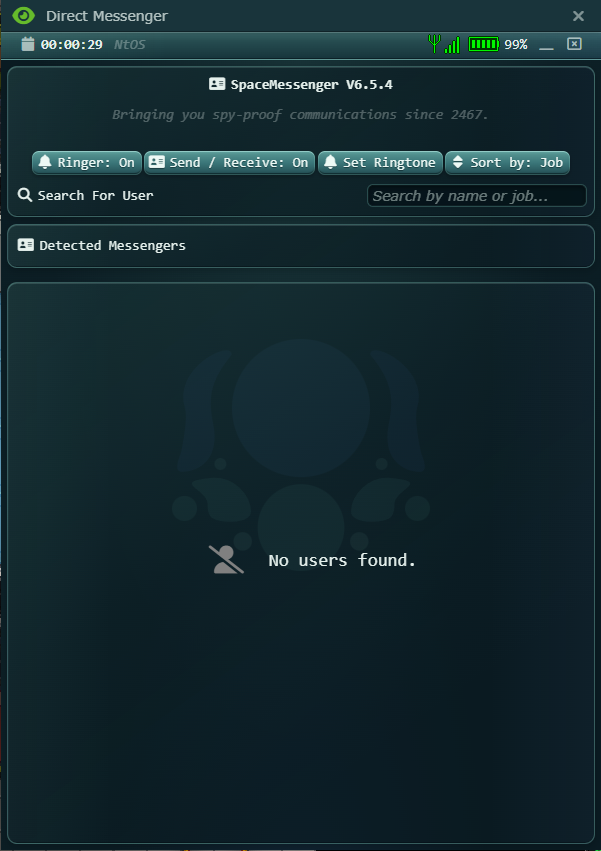 Direct Messenger
00:00:29 NtOS 99%
SpaceMessenger V6.5.4
Bringing you spy-proof communications since 2467.
Ringer: On Send / Receive: On Set Ringtone Sort by: Job
Search For User Search by name or job...
Detected Messengers
No users found.